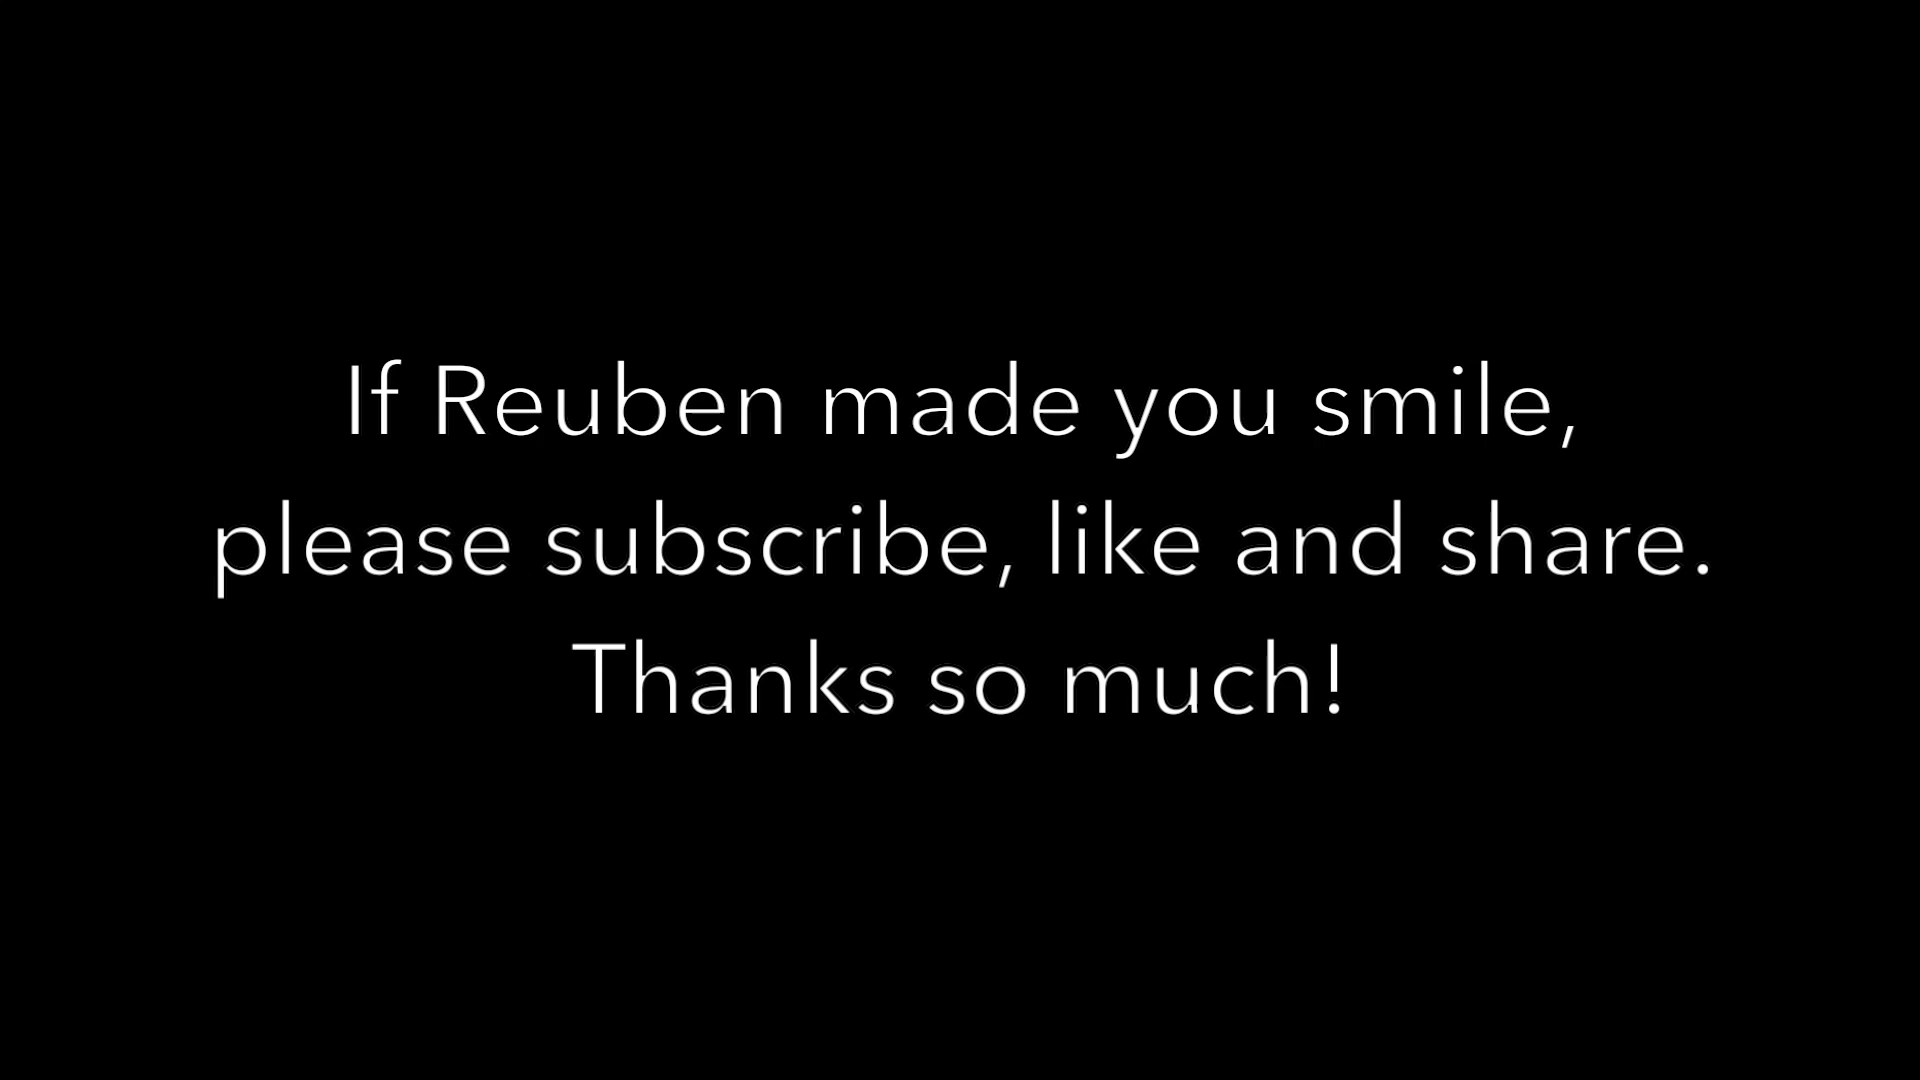 If Reuben made you smile,
please subscribe, like and share.
Thanks so much!